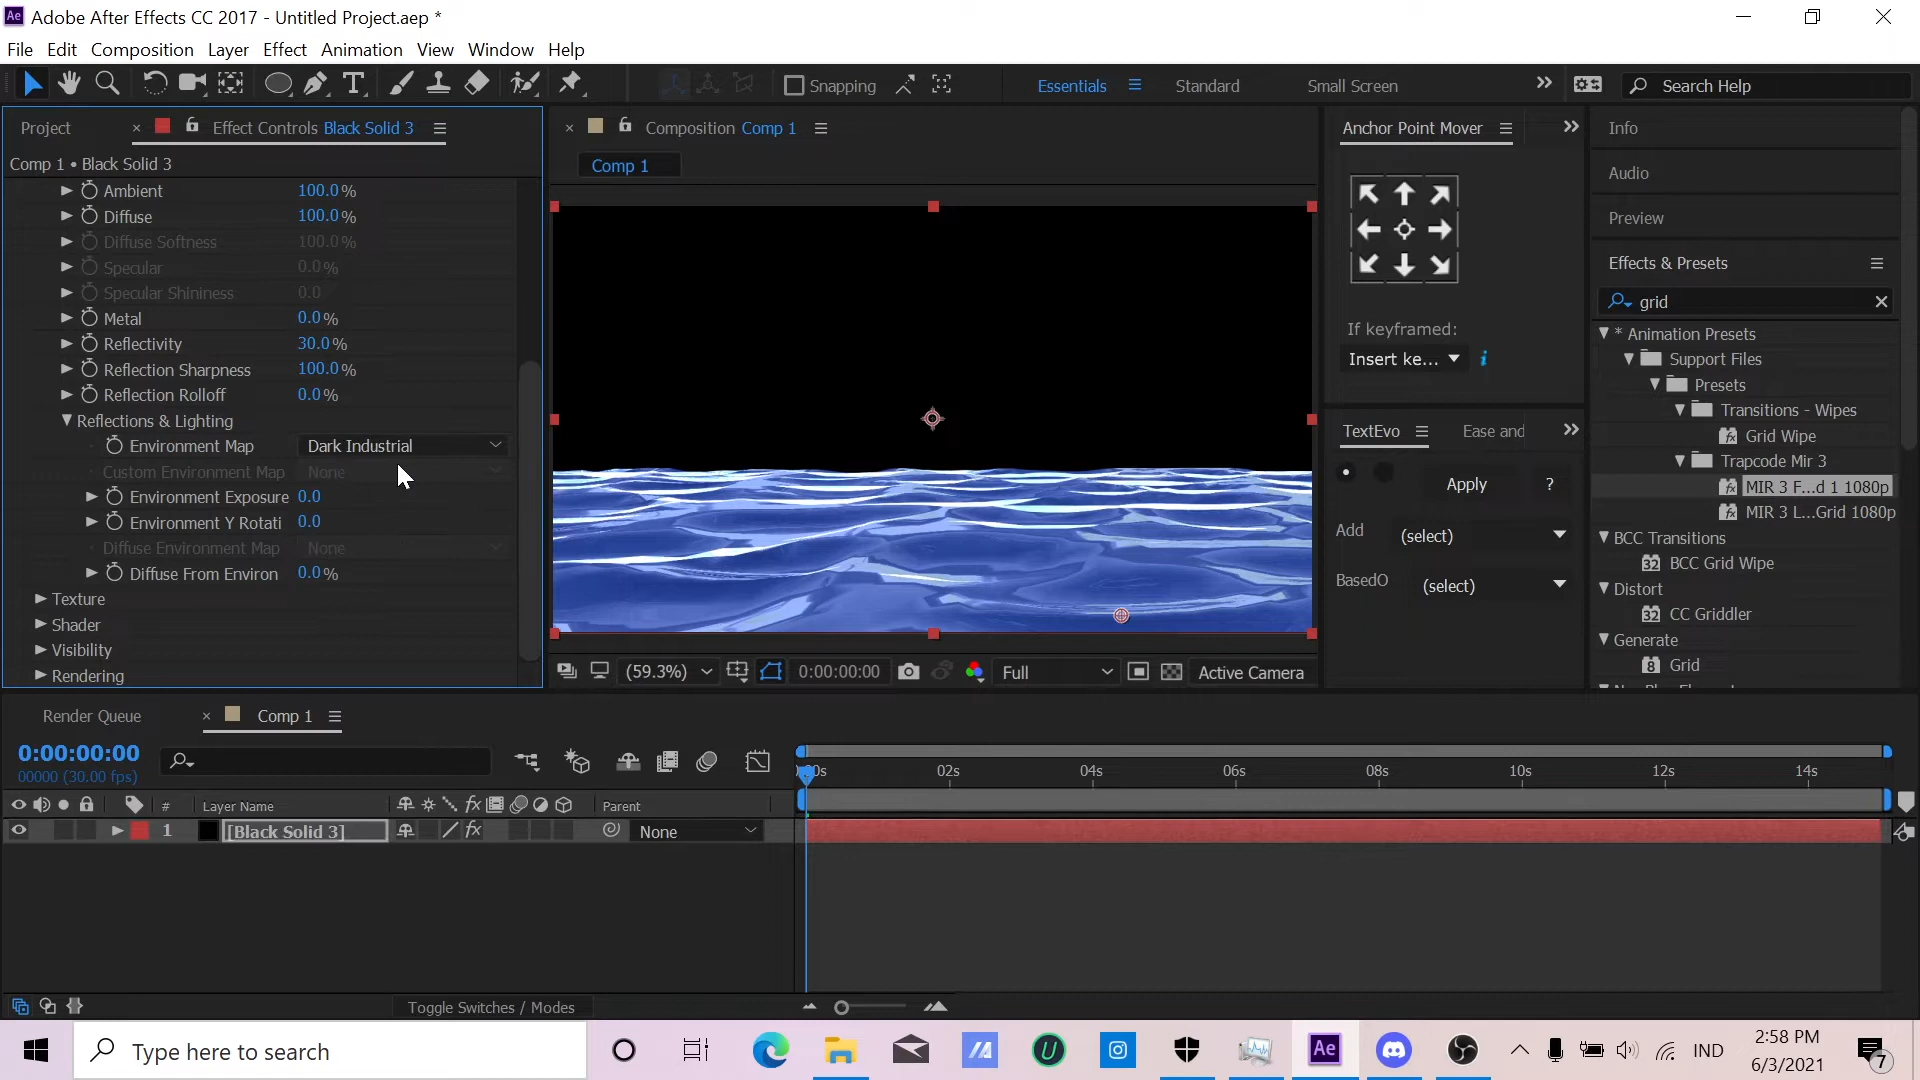 Ae Adobe After Effects CC 2017 - Untitled Project.aep *
File Edit Composition Layer Effect Animation View Window Help
Snapping Essentials Standard Small Screen Search Help
Project Effect Controls Black Solid 3
Comp 1 • Black Solid 3
Ambient 100.0%
Diffuse 100.0%
Diffuse Softness 100.0%
Specular 0.0%
Specular Shininess 0.0
Metal 0.0%
Reflectivity 30.0%
Reflection Sharpness 100.0%
Reflection Rolloff 0.0%
Reflections & Lighting
Environment Map Dark Industrial
Custom Environment Map None
Environment Exposure 0.0
Environment Y Rotati 0.0
Diffuse Environment Map None
Diffuse From Environ 0.0%
Texture
Shader
Visibility
Rendering
Composition Comp 1
Comp 1
(59.3%) 0:00:00:00 Full Active Camera
Anchor Point Mover
If keyframed:
Insert ke...
TextEvo Ease and
Apply ?
Add (select)
BasedO (select)
Info
Audio
Preview
Effects & Presets
grid
* Animation Presets
Support Files
Presets
Transitions - Wipes
Grid Wipe
Trapcode Mir 3
MIR 3 F...d 1 1080p
MIR 3 L...Grid 1080p
BCC Transitions
32 BCC Grid Wipe
Distort
32 CC Griddler
Generate
8 Grid
Render Queue Comp 1
0:00:00:00
00000 (30.00 fps)
02s 04s 06s 08s 10s 12s 14s
# Layer Name fx Parent
1 [Black Solid 3] fx None
Toggle Switches / Modes
Type here to search
Ae
IND
2:58 PM
6/3/2021
7